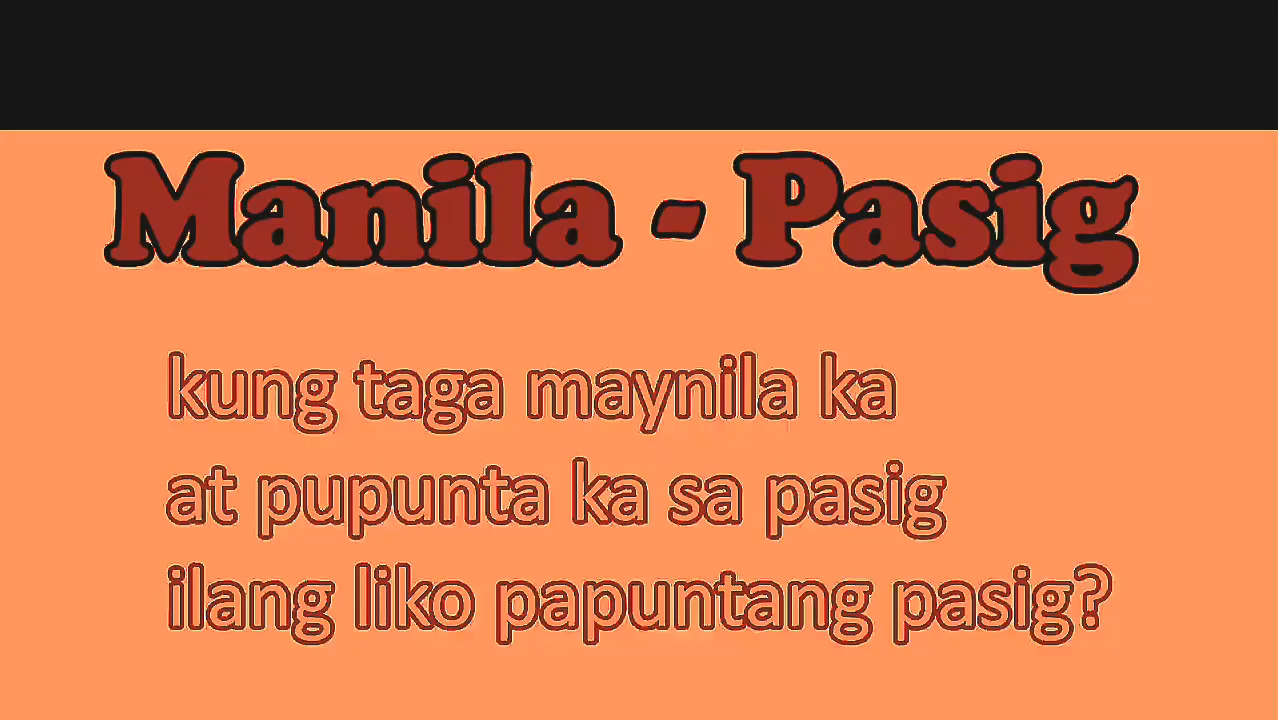 Manila - Pasig
kung taga maynila ka
at pupunta ka sa pasig
ilang liko papuntang pasig?